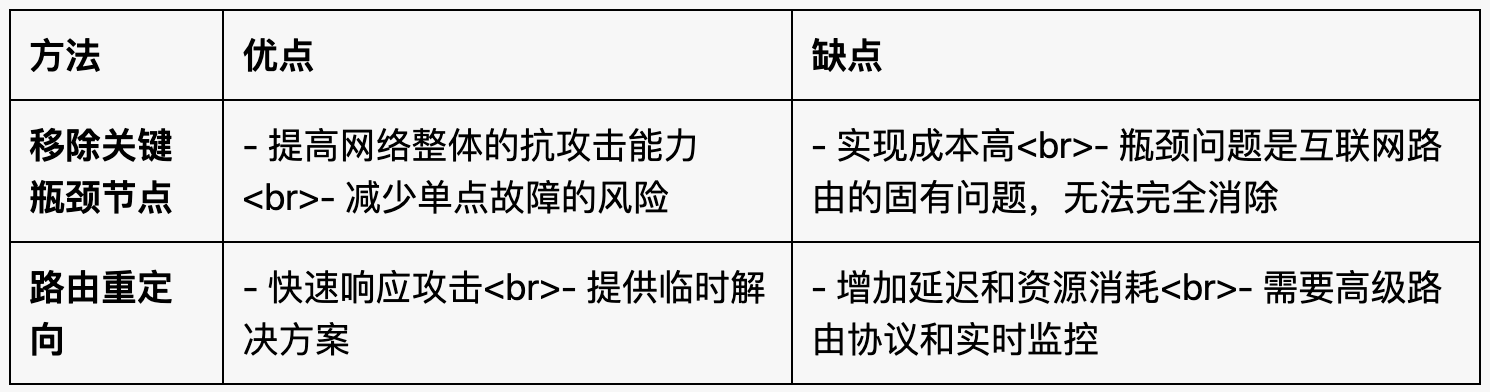 方法
优点
缺点
移除关键
瓶颈节点
- 提高网络整体的抗攻击能力
<br>- 减少单点故障的风险
- 实现成本高<br>- 瓶颈问题是互联网路
由的固有问题，无法完全消除
路由重定
向
- 快速响应攻击<br>- 提供临时解
决方案
- 增加延迟和资源消耗<br>- 需要高级路
由协议和实时监控